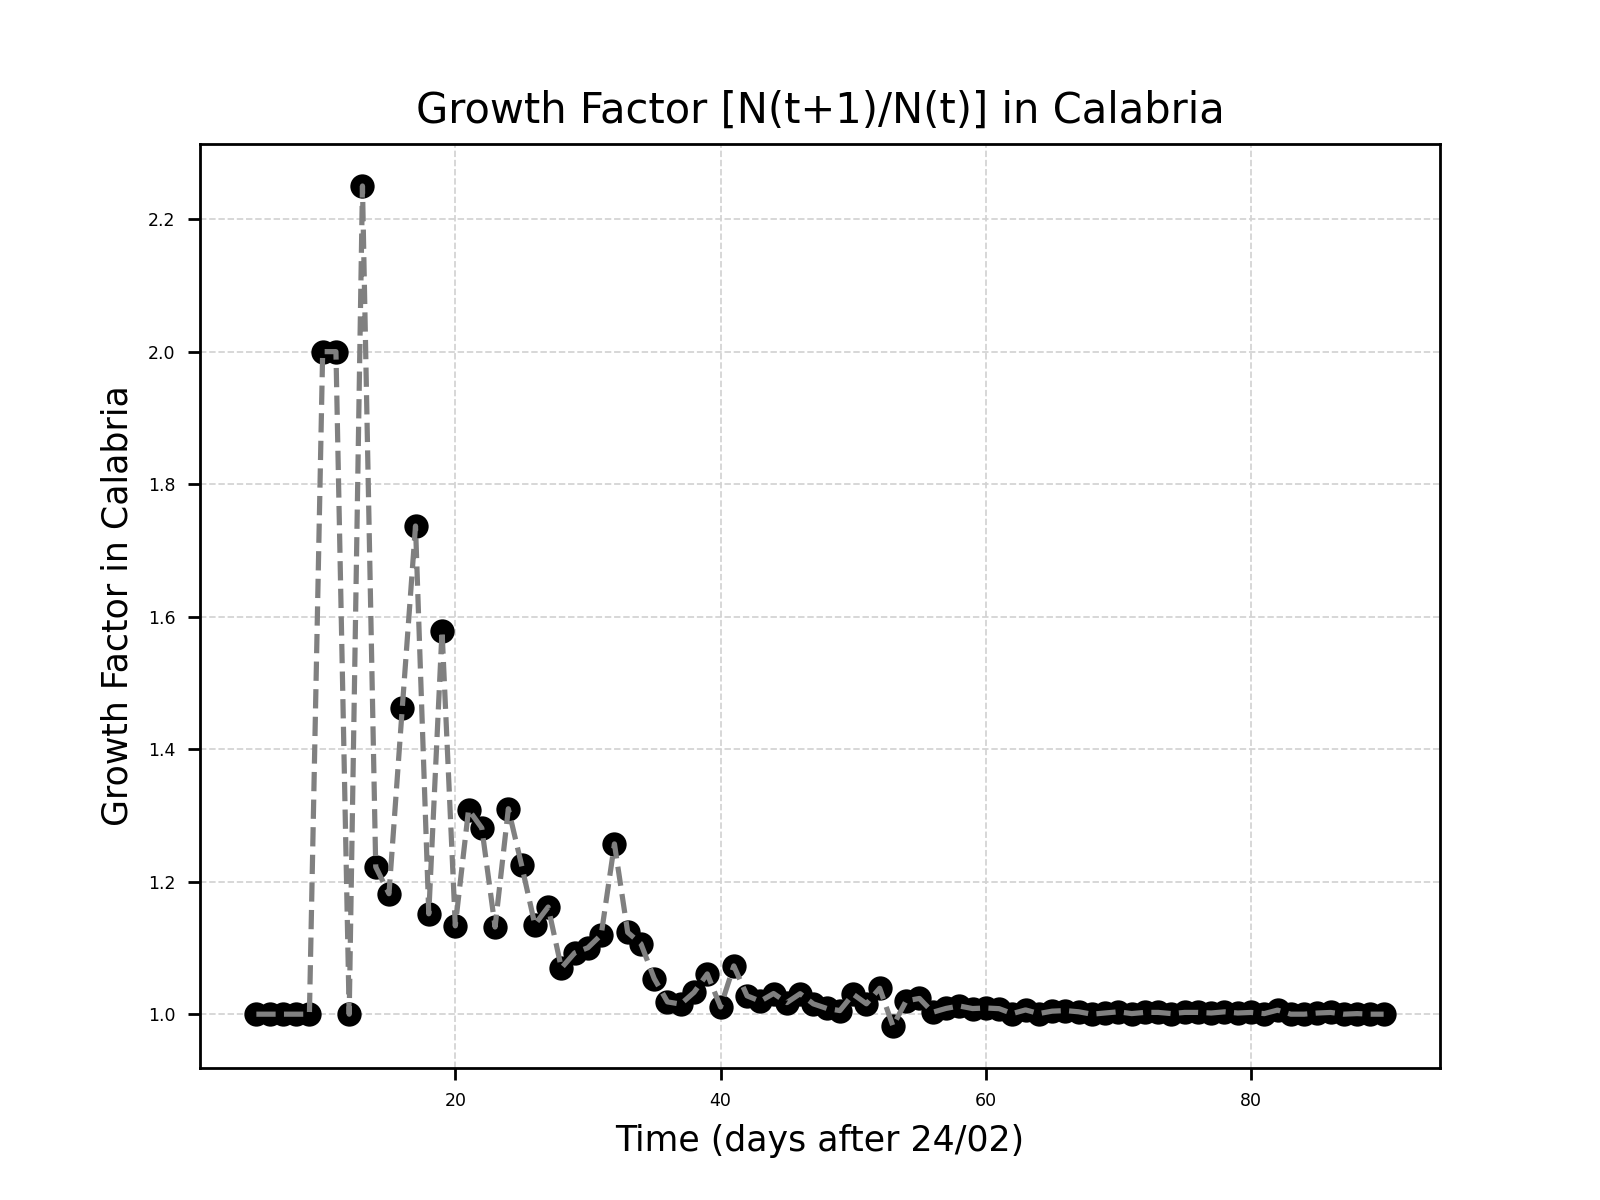 Growth Factor [N(t+1)/N(t)] in Calabria
Growth Factor in Calabria
2.2
2.0
1.8
1.6
1.4
1.2
1.0
20 40 60 80
Time (days after 24/02)